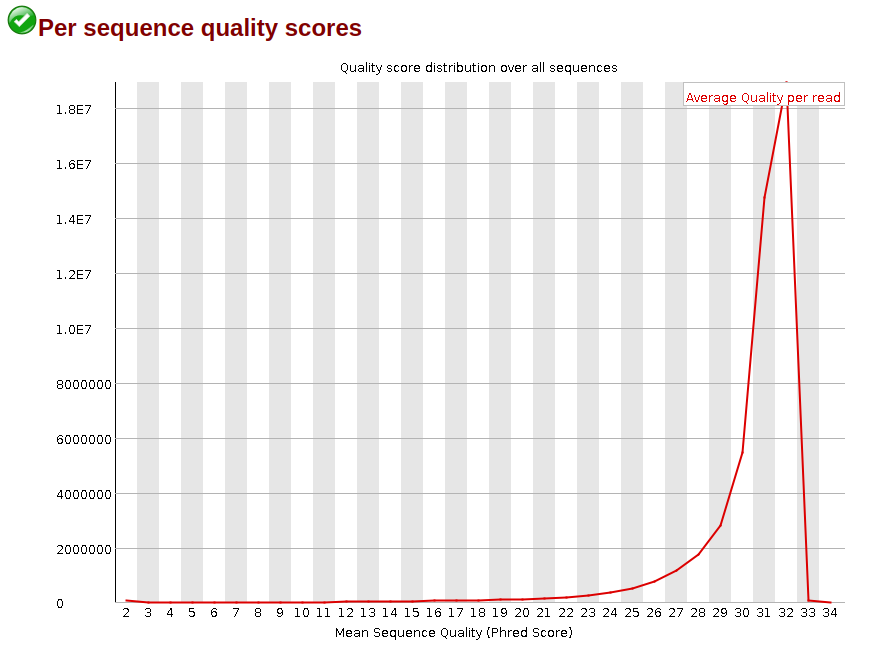 Per sequence quality scores
Quality score distribution over all sequences
Average Quality per read
1.8E7
1.6E7
1.4E7
1.2E7
1.0E7
8000000
6000000
4000000
2000000
0
2 3 4 5 6 7 8 9 10 11 12 13 14 15 16 17 18 19 20 21 22 23 24 25 26 27 28 29 30 31 32 33 34
Mean Sequence Quality (Phred Score)